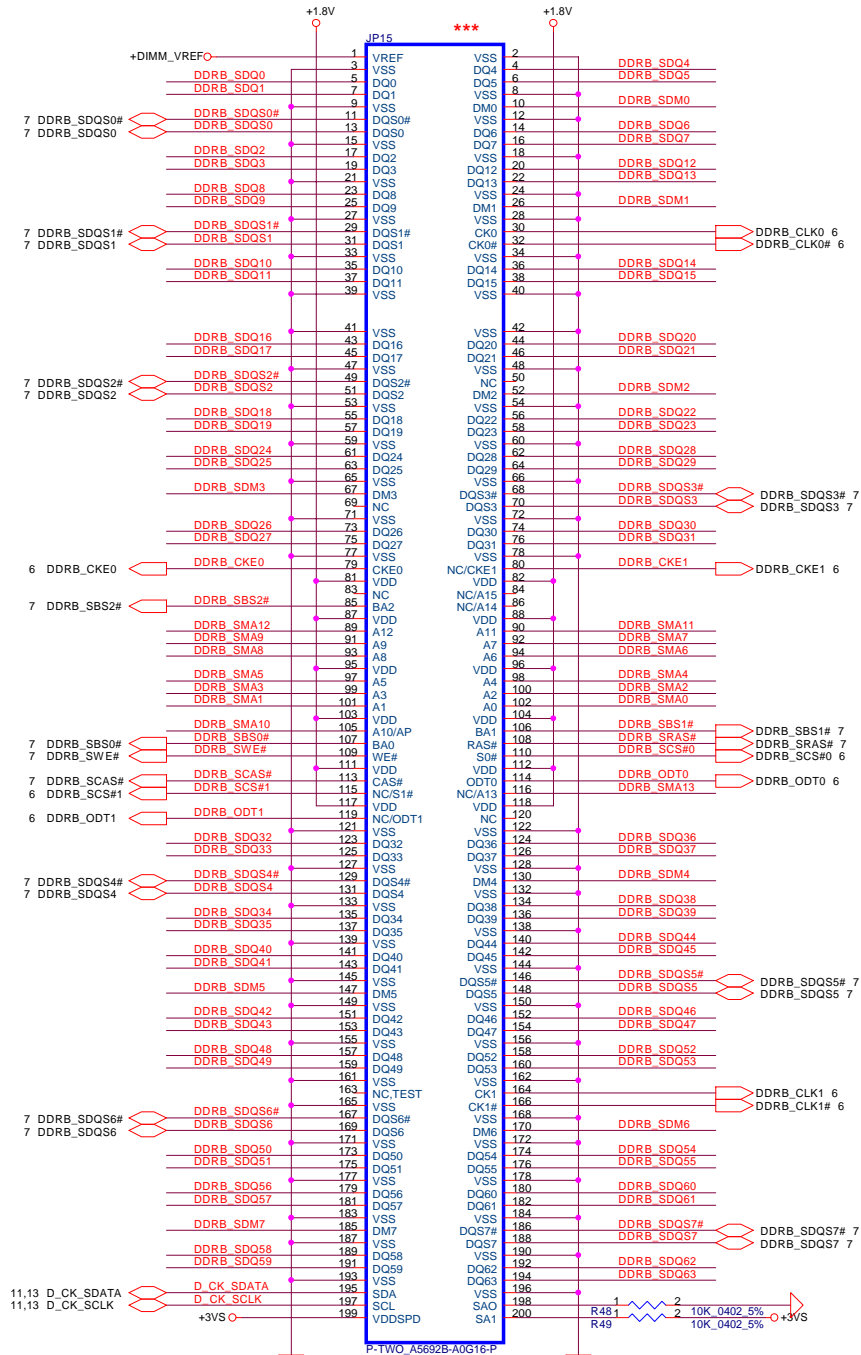 +1.8V +1.8V
***
JP15
+DIMM_VREF 1 VREF VSS 2
3 VSS DQ4 4 DDRB_SDQ4
DDRB_SDQ0 5 DQ0 DQ5 6 DDRB_SDQ5
DDRB_SDQ1 7 DQ1 VSS 8
9 VSS DM0 10 DDRB_SDM0
7 DDRB_SDQS0# DDRB_SDQS0# 11 DQS0# VSS 12
7 DDRB_SDQS0 DDRB_SDQS0 13 DQS0 DQ6 14 DDRB_SDQ6
15 VSS DQ7 16 DDRB_SDQ7
DDRB_SDQ2 17 DQ2 VSS 18
DDRB_SDQ3 19 DQ3 DQ12 20 DDRB_SDQ12
21 VSS DQ13 22 DDRB_SDQ13
DDRB_SDQ8 23 DQ8 VSS 24
DDRB_SDQ9 25 DQ9 DM1 26 DDRB_SDM1
27 VSS VSS 28
7 DDRB_SDQS1# DDRB_SDQS1# 29 DQS1# CK0 30 DDRB_CLK0 6
7 DDRB_SDQS1 DDRB_SDQS1 31 DQS1 CK0# 32 DDRB_CLK0# 6
33 VSS VSS 34
DDRB_SDQ10 35 DQ10 DQ14 36 DDRB_SDQ14
DDRB_SDQ11 37 DQ11 DQ15 38 DDRB_SDQ15
39 VSS VSS 40
41 VSS VSS 42
DDRB_SDQ16 43 DQ16 DQ20 44 DDRB_SDQ20
DDRB_SDQ17 45 DQ17 DQ21 46 DDRB_SDQ21
47 VSS VSS 48
7 DDRB_SDQS2# DDRB_SDQS2# 49 DQS2# NC 50
7 DDRB_SDQS2 DDRB_SDQS2 51 DQS2 DM2 52 DDRB_SDM2
53 VSS VSS 54
DDRB_SDQ18 55 DQ18 DQ22 56 DDRB_SDQ22
DDRB_SDQ19 57 DQ19 DQ23 58 DDRB_SDQ23
59 VSS VSS 60
DDRB_SDQ24 61 DQ24 DQ28 62 DDRB_SDQ28
DDRB_SDQ25 63 DQ25 DQ29 64 DDRB_SDQ29
65 VSS VSS 66
DDRB_SDM3 67 DM3 DQS3# 68 DDRB_SDQS3# DDRB_SDQS3# 7
69 NC DQS3 70 DDRB_SDQS3 DDRB_SDQS3 7
71 VSS VSS 72
DDRB_SDQ26 73 DQ26 DQ30 74 DDRB_SDQ30
DDRB_SDQ27 75 DQ27 DQ31 76 DDRB_SDQ31
77 VSS VSS 78
6 DDRB_CKE0 DDRB_CKE0 79 CKE0 NC/CKE1 80 DDRB_CKE1 DDRB_CKE1 6
81 VDD VDD 82
83 NC NC/A15 84
7 DDRB_SBS2# DDRB_SBS2# 85 BA2 NC/A14 86
87 VDD VDD 88
DDRB_SMA12 89 A12 A11 90 DDRB_SMA11
DDRB_SMA9 91 A9 A7 92 DDRB_SMA7
DDRB_SMA8 93 A8 A6 94 DDRB_SMA6
95 VDD VDD 96
DDRB_SMA5 97 A5 A4 98 DDRB_SMA4
DDRB_SMA3 99 A3 A2 100 DDRB_SMA2
DDRB_SMA1 101 A1 A0 102 DDRB_SMA0
103 VDD VDD 104
DDRB_SMA10 105 A10/AP BA1 106 DDRB_SBS1# DDRB_SBS1# 7
7 DDRB_SBS0# DDRB_SBS0# 107 BA0 RAS# 108 DDRB_SRAS# DDRB_SRAS# 7
7 DDRB_SWE# DDRB_SWE# 109 WE# S0# 110 DDRB_SCS#0 DDRB_SCS#0 6
111 VDD VDD 112
7 DDRB_SCAS# DDRB_SCAS# 113 CAS# ODT0 114 DDRB_ODT0 DDRB_ODT0 6
6 DDRB_SCS#1 DDRB_SCS#1 115 NC/S1# NC/A13 116 DDRB_SMA13
117 VDD VDD 118
6 DDRB_ODT1 DDRB_ODT1 119 NC/ODT1 NC 120
121 VSS VSS 122
DDRB_SDQ32 123 DQ32 DQ36 124 DDRB_SDQ36
DDRB_SDQ33 125 DQ33 DQ37 126 DDRB_SDQ37
127 VSS VSS 128
7 DDRB_SDQS4# DDRB_SDQS4# 129 DQS4# DM4 130 DDRB_SDM4
7 DDRB_SDQS4 DDRB_SDQS4 131 DQS4 VSS 132
133 VSS DQ38 134 DDRB_SDQ38
DDRB_SDQ34 135 DQ34 DQ39 136 DDRB_SDQ39
DDRB_SDQ35 137 DQ35 VSS 138
139 VSS DQ44 140 DDRB_SDQ44
DDRB_SDQ40 141 DQ40 DQ45 142 DDRB_SDQ45
DDRB_SDQ41 143 DQ41 VSS 144
145 VSS DQS5# 146 DDRB_SDQS5# DDRB_SDQS5# 7
DDRB_SDM5 147 DM5 DQS5 148 DDRB_SDQS5 DDRB_SDQS5 7
149 VSS VSS 150
DDRB_SDQ42 151 DQ42 DQ46 152 DDRB_SDQ46
DDRB_SDQ43 153 DQ43 DQ47 154 DDRB_SDQ47
155 VSS VSS 156
DDRB_SDQ48 157 DQ48 DQ52 158 DDRB_SDQ52
DDRB_SDQ49 159 DQ49 DQ53 160 DDRB_SDQ53
161 VSS VSS 162
163 NC,TEST CK1 164 DDRB_CLK1 6
165 VSS CK1# 166 DDRB_CLK1# 6
7 DDRB_SDQS6# DDRB_SDQS6# 167 DQS6# VSS 168
7 DDRB_SDQS6 DDRB_SDQS6 169 DQS6 DM6 170 DDRB_SDM6
171 VSS VSS 172
DDRB_SDQ50 173 DQ50 DQ54 174 DDRB_SDQ54
DDRB_SDQ51 175 DQ51 DQ55 176 DDRB_SDQ55
177 VSS VSS 178
DDRB_SDQ56 179 DQ56 DQ60 180 DDRB_SDQ60
DDRB_SDQ57 181 DQ57 DQ61 182 DDRB_SDQ61
183 VSS VSS 184
DDRB_SDM7 185 DM7 DQS7# 186 DDRB_SDQS7# DDRB_SDQS7# 7
187 VSS DQS7 188 DDRB_SDQS7 DDRB_SDQS7 7
DDRB_SDQ58 189 DQ58 VSS 190
DDRB_SDQ59 191 DQ59 DQ62 192 DDRB_SDQ62
193 VSS DQ63 194 DDRB_SDQ63
11,13 D_CK_SDATA D_CK_SDATA 195 SDA VSS 196
11,13 D_CK_SCLK D_CK_SCLK 197 SCL SAO 198 R48 1 2 10K_0402_5%
+3VS 199 VDDSPD SA1 200 R49 1 2 10K_0402_5% +3VS
P-TWO_A5692B-A0G16-P